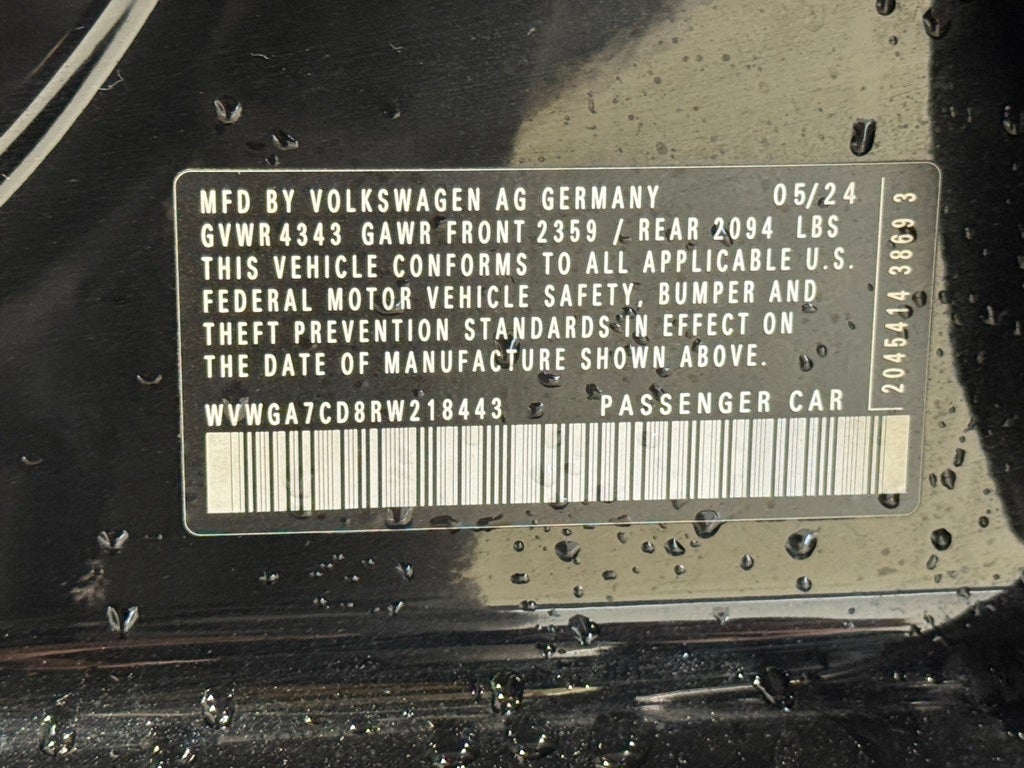 MFD BY VOLKSWAGEN AG GERMANY 05/24
GVWR 4343 GAWR FRONT 2359 / REAR 2094 LBS
THIS VEHICLE CONFORMS TO ALL APPLICABLE U.S.
FEDERAL MOTOR VEHICLE SAFETY, BUMPER AND
THEFT PREVENTION STANDARDS IN EFFECT ON
THE DATE OF MANUFACTURE SHOWN ABOVE.
WVWGA7CD8RW218443 PASSENGER CAR
2045414 3869 3